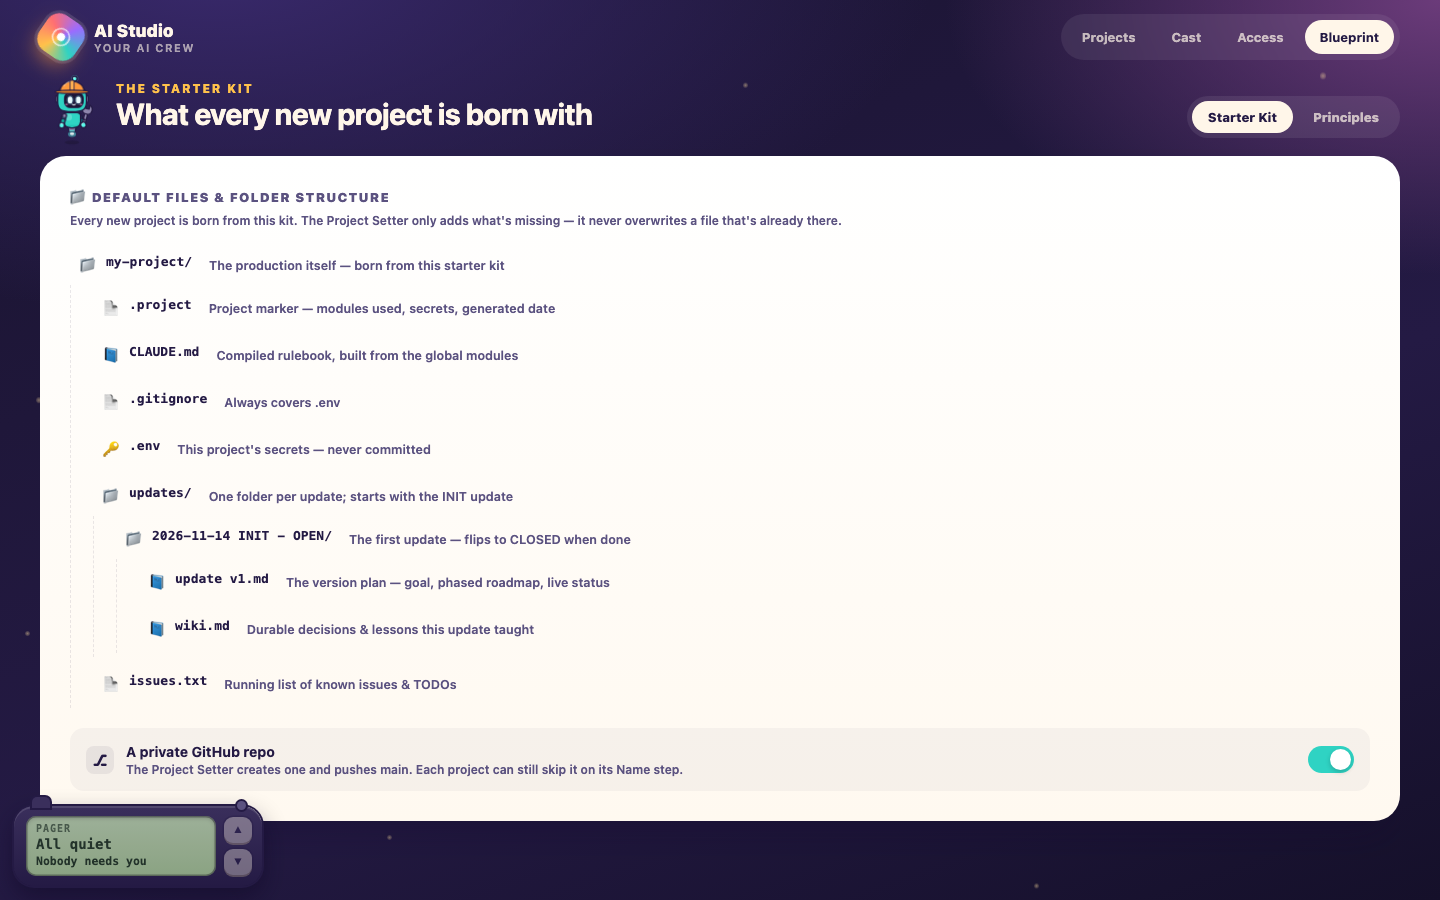 AI Studio
YOUR AI CREW
Projects
Cast
Access
Blueprint
THE STARTER KIT
What every new project is born with
Starter Kit
Principles
DEFAULT FILES & FOLDER STRUCTURE
Every new project is born from this kit. The Project Setter only adds what's missing — it never overwrites a file that's already there.
my-project/ The production itself — born from this starter kit
.project Project marker — modules used, secrets, generated date
CLAUDE.md Compiled rulebook, built from the global modules
.gitignore Always covers .env
.env This project's secrets — never committed
updates/ One folder per update; starts with the INIT update
2026-11-14 INIT - OPEN/ The first update — flips to CLOSED when done
update v1.md The version plan — goal, phased roadmap, live status
wiki.md Durable decisions & lessons this update taught
issues.txt Running list of known issues & TODOs
A private GitHub repo
The Project Setter creates one and pushes main. Each project can still skip it on its Name step.
PAGER
All quiet
Nobody needs you